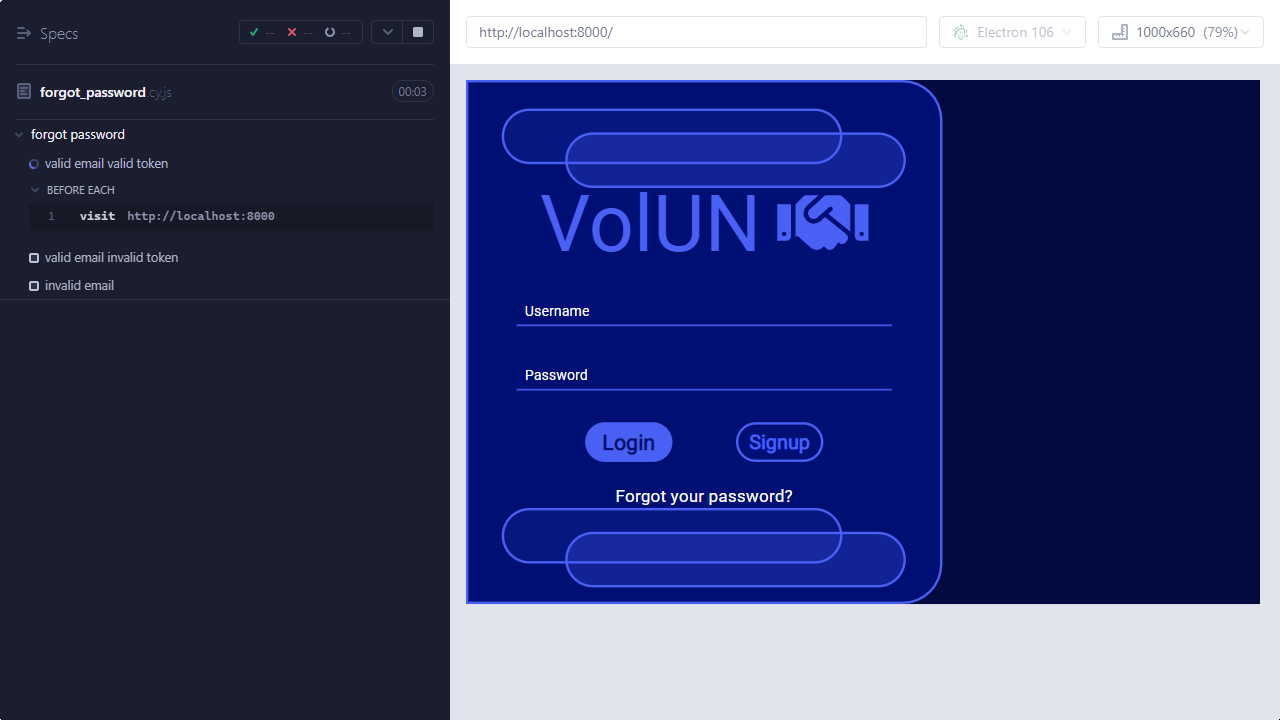 Specs
--
--
--
forgot_password.cy.js
00:03
forgot password
valid email valid token
BEFORE EACH
1 visit http://localhost:8000
valid email invalid token
invalid email
http://localhost:8000/
Electron 106
1000x660 (79%)
VolUN
Username
Password
Login
Signup
Forgot your password?